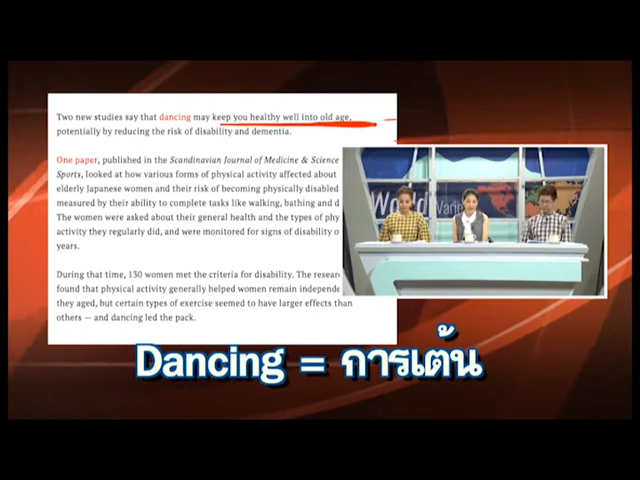 Two new studies say that dancing may keep you healthy well into old age,
potentially by reducing the risk of disability and dementia.
One paper, published in the Scandinavian Journal of Medicine & Science
Sports, looked at how various forms of physical activity affected about
elderly Japanese women and their risk of becoming physically disabled
measured by their ability to complete tasks like walking, bathing and d
The women were asked about their general health and the types of phy
activity they regularly did, and were monitored for signs of disability o
years.
During that time, 130 women met the criteria for disability. The resear
found that physical activity generally helped women remain independe
they aged, but certain types of exercise seemed to have larger effects than
others — and dancing led the pack.
World
Dancing = การเต้น